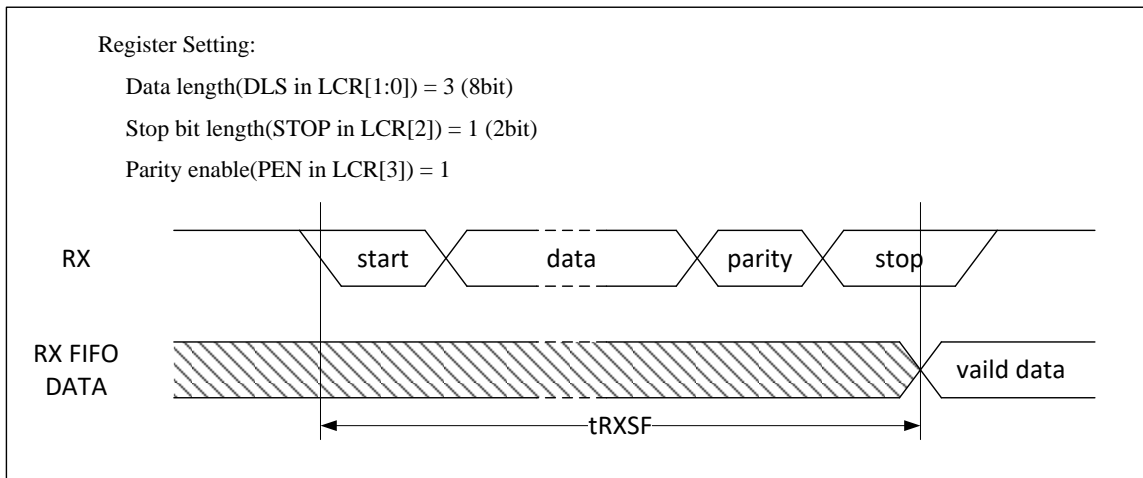 Register Setting:
Data length(DLS in LCR[1:0]) = 3 (8bit)
Stop bit length(STOP in LCR[2]) = 1 (2bit)
Parity enable(PEN in LCR[3]) = 1
RX
start
data
parity
stop
RX FIFO
DATA
vaild data
tRXSF